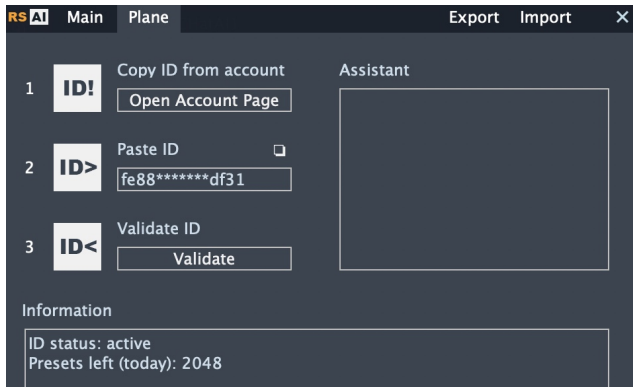 RS AI Main Plane Export Import ×
1 ID! Copy ID from account
Open Account Page
2 ID> Paste ID
fe88*******df31
3 ID< Validate ID
Validate
Assistant
Information
ID status: active
Presets left (today): 2048